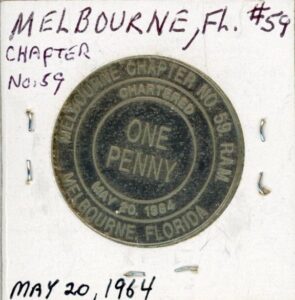 MELBOURNE, FL. #59
CHAPTER
No. 59
MELBOURNE CHAPTER NO. 59, RAM
CHARTERED
ONE
PENNY
MAY 20, 1964
MELBOURNE FLORIDA
MAY 20, 1964